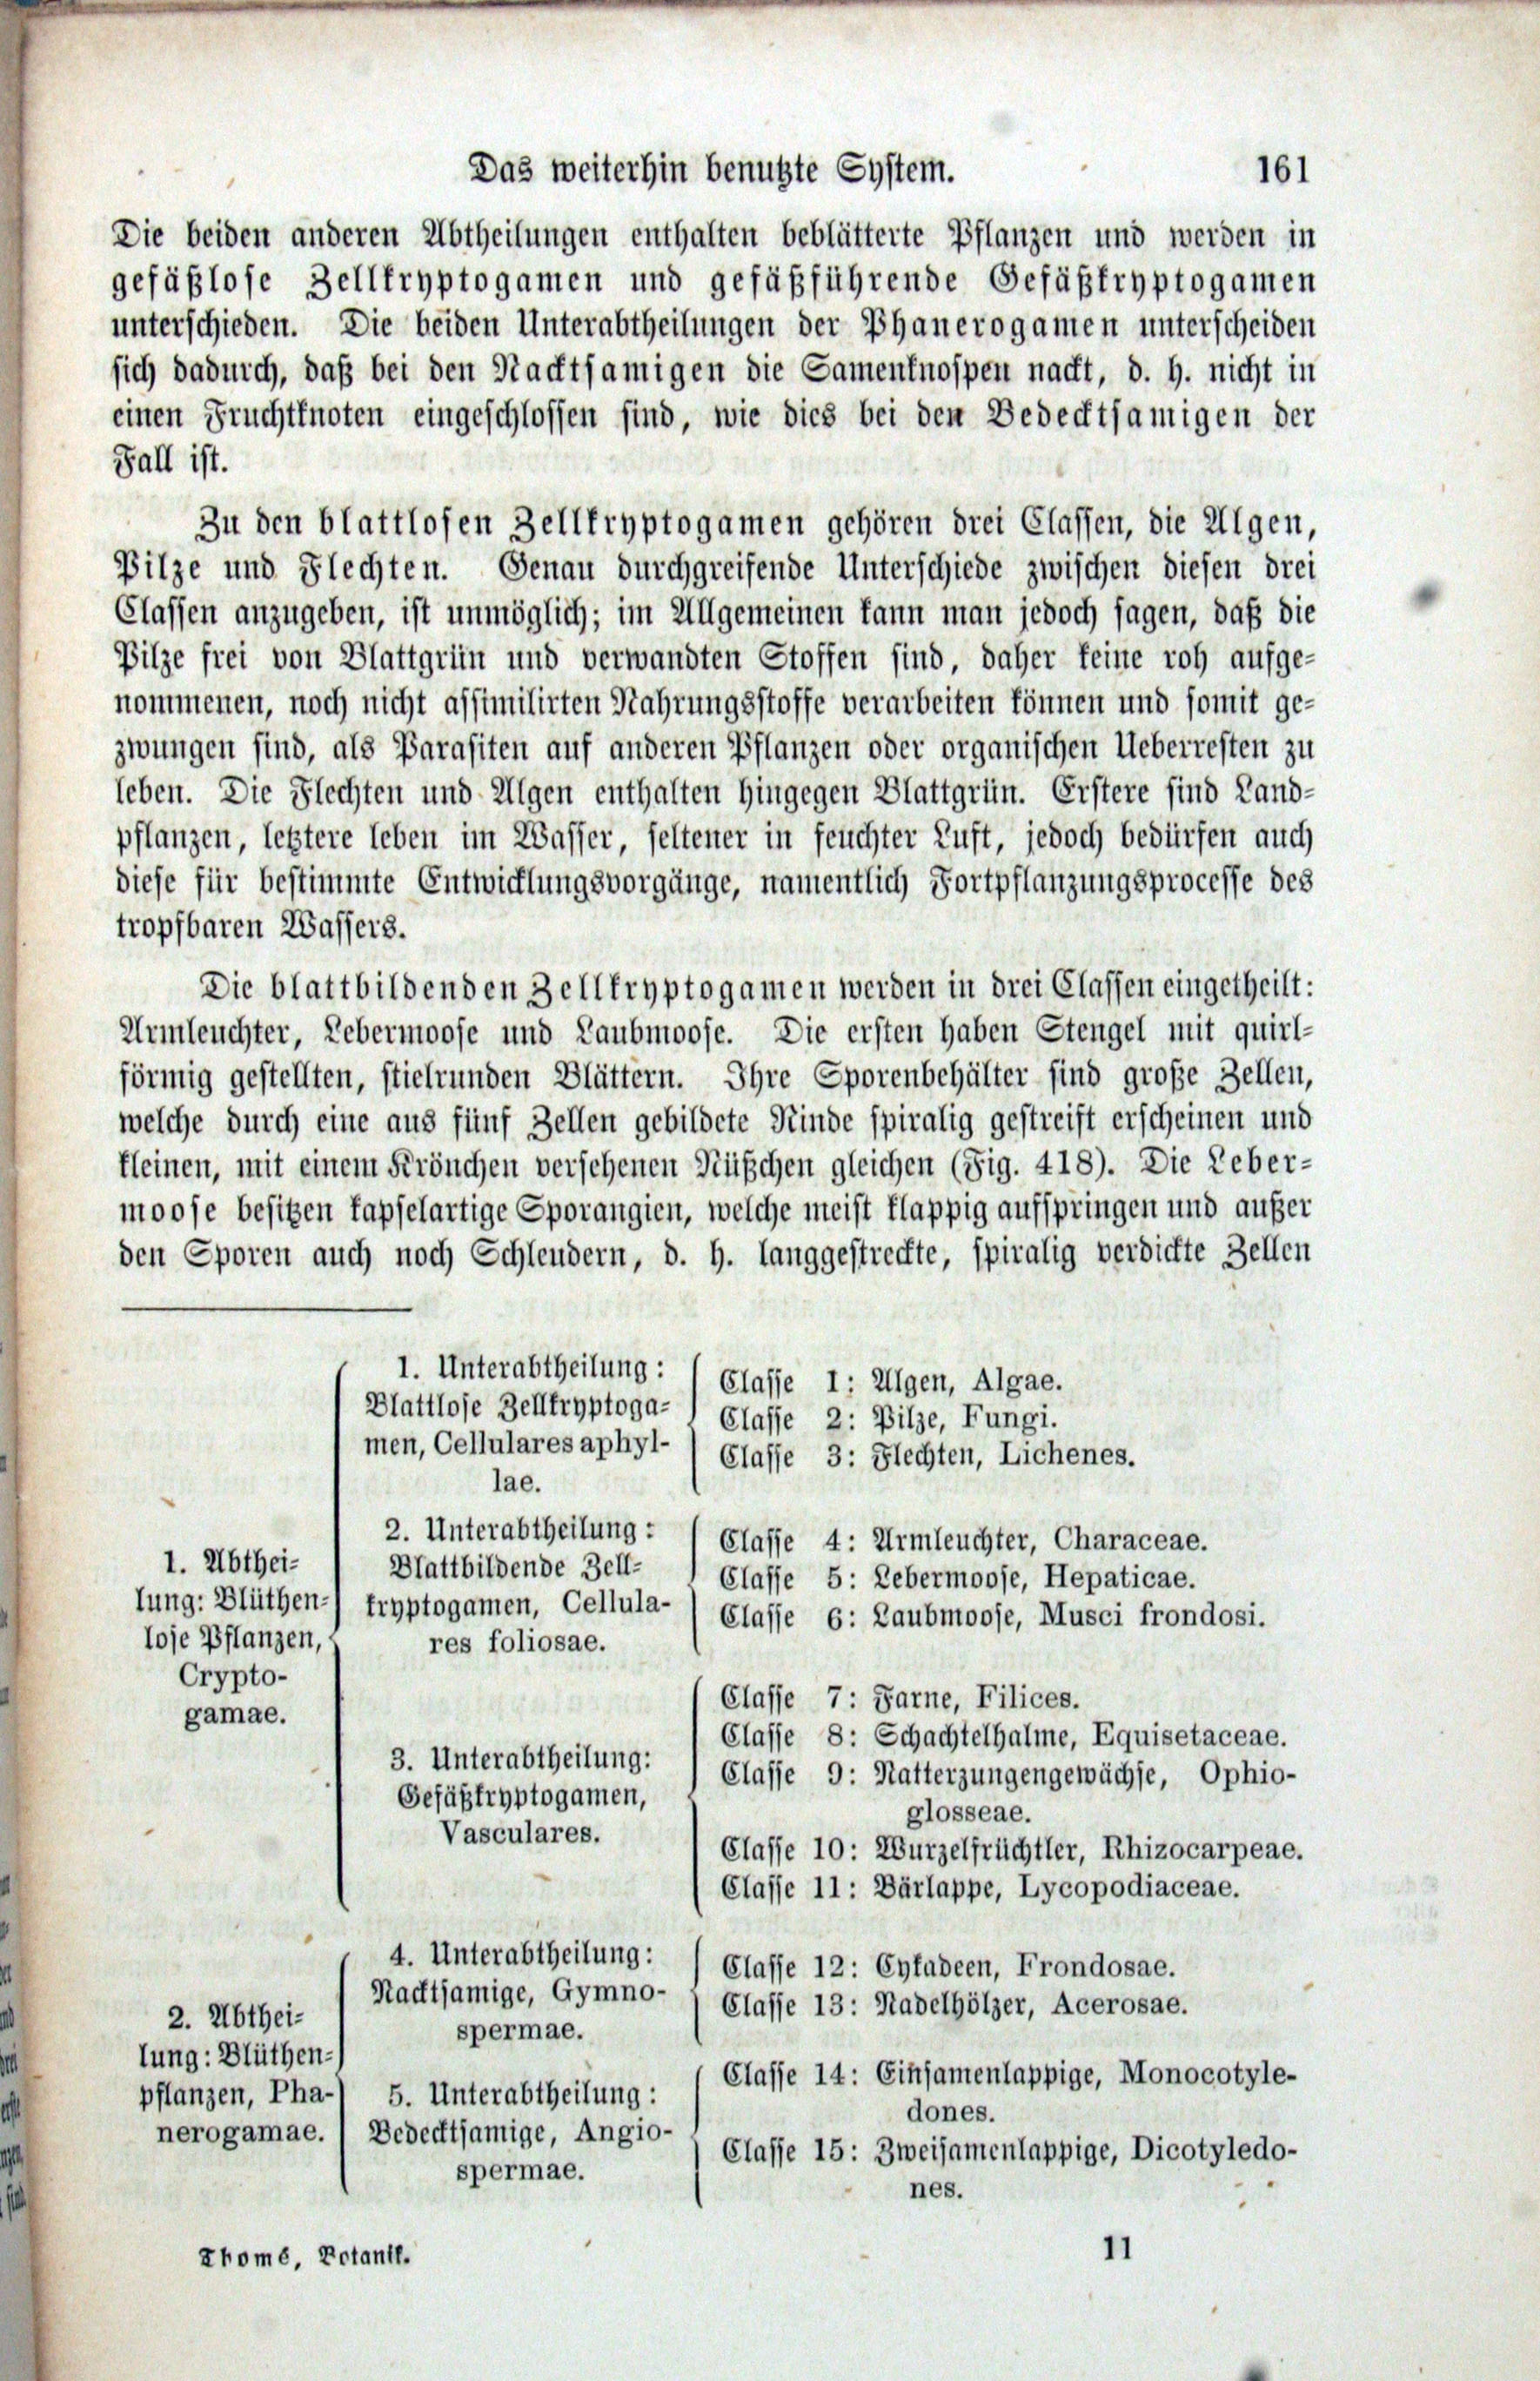 Das weiterhin benutzte System. 161
Die beiden anderen Abtheilungen enthalten beblätterte Pflanzen und werden in
gefäßlose Zellkryptogamen und gefäßführende Gefäßkryptogamen
unterschieden. Die beiden Unterabtheilungen der Phanerogamen unterscheiden
sich dadurch, daß bei den Nacktsamigen die Samenknospen nackt, d. h. nicht in
einen Fruchtknoten eingeschlossen sind, wie dies bei den Bedecktsamigen der
Fall ist.
Zu den blattlosen Zellkryptogamen gehören drei Classen, die Algen,
Pilze und Flechten. Genau durchgreifende Unterschiede zwischen diesen drei
Classen anzugeben, ist unmöglich; im Allgemeinen kann man jedoch sagen, daß die
Pilze frei von Blattgrün und verwandten Stoffen sind, daher keine roh aufge-
nommenen, noch nicht assimilirten Nahrungsstoffe verarbeiten können und somit ge-
zwungen sind, als Parasiten auf anderen Pflanzen oder organischen Ueberresten zu
leben. Die Flechten und Algen enthalten hingegen Blattgrün. Erstere sind Land-
pflanzen, letztere leben im Wasser, seltener in feuchter Luft, jedoch bedürfen auch
diese für bestimmte Entwicklungsvorgänge, namentlich Fortpflanzungsprocesse des
tropfbaren Wassers.
Die blattbildenden Zellkryptogamen werden in drei Classen eingetheilt:
Armleuchter, Lebermoose und Laubmoose. Die ersten haben Stengel mit quirl-
förmig gestellten, stielrunden Blättern. Ihre Sporenbehälter sind große Zellen,
welche durch eine aus fünf Zellen gebildete Rinde spiralig gestreift erscheinen und
kleinen, mit einem Krönchen versehenen Nüßchen gleichen (Fig. 418). Die Leber-
moose besitzen kapselartige Sporangien, welche meist klappig aufspringen und außer
den Sporen auch noch Schleudern, d. h. langgestreckte, spiralig verdickte Zellen
1. Abthei-
lung: Blüthen-
lose Pflanzen,
Crypto-
gamae.
1. Unterabtheilung:
Blattlose Zellkryptoga-
men, Cellulares aphyl-
lae.
Classe 1: Algen, Algae.
Classe 2: Pilze, Fungi.
Classe 3: Flechten, Lichenes.
2. Unterabtheilung:
Blattbildende Zell-
kryptogamen, Cellula-
res foliosae.
Classe 4: Armleuchter, Characeae.
Classe 5: Lebermoose, Hepaticae.
Classe 6: Laubmoose, Musci frondosi.
3. Unterabtheilung:
Gefäßkryptogamen,
Vasculares.
Classe 7: Farne, Filices.
Classe 8: Schachtelhalme, Equisetaceae.
Classe 9: Natterzungengewächse, Ophio-
glosseae.
Classe 10: Wurzelfrüchtler, Rhizocarpeae.
Classe 11: Bärlappe, Lycopodiaceae.
2. Abthei-
lung: Blüthen-
pflanzen, Pha-
nerogamae.
4. Unterabtheilung:
Nacktsamige, Gymno-
spermae.
Classe 12: Cykadeen, Frondosae.
Classe 13: Nadelhölzer, Acerosae.
5. Unterabtheilung:
Bedecktsamige, Angio-
spermae.
Classe 14: Einsamenlappige, Monocotyle-
dones.
Classe 15: Zweisamenlappige, Dicotyledo-
nes.
Thomé, Botanik. 11